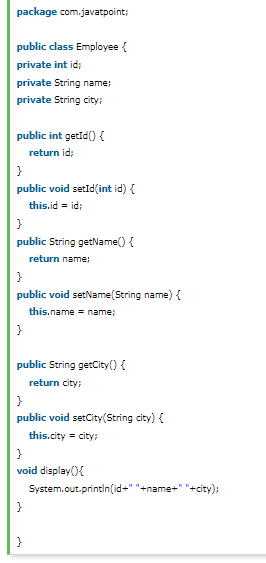 package com.javatpoint;
public class Employee {
private int id;
private String name;
private String city;
public int getId() {
return id;
}
public void setId(int id) {
this.id = id;
}
public String getName() {
return name;
}
public void setName(String name) {
this.name = name;
}
public String getCity() {
return city;
}
public void setCity(String city) {
this.city = city;
}
void display(){
System.out.println(id+" "+name+" "+city);
}
}